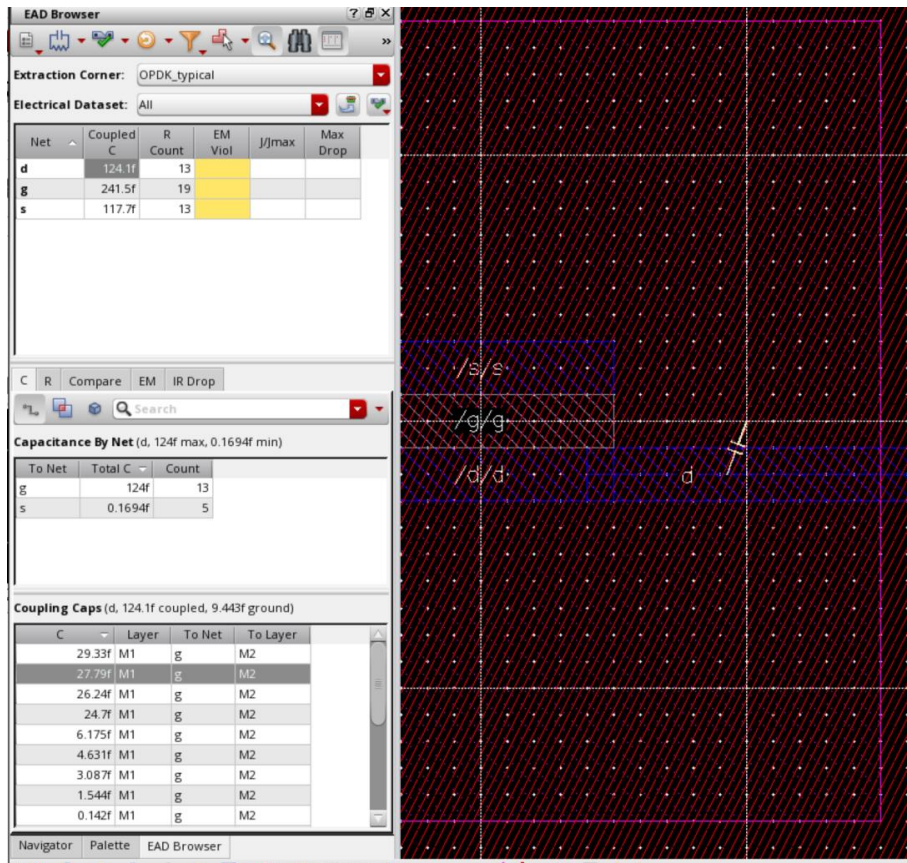 EAD Browser
»
Extraction Corner: OPDK_typical
Electrical Dataset: All
Net Coupled C R Count EM Viol J/Jmax Max Drop
d 124.1f 13
g 241.5f 19
s 117.7f 13
C R Compare EM IR Drop
Search
Capacitance By Net (d, 124f max, 0.1694f min)
To Net Total C Count
g 124f 13
s 0.1694f 5
Coupling Caps (d, 124.1f coupled, 9.443f ground)
C Layer To Net To Layer
29.33f M1 g M2
27.79f M1 g M2
26.24f M1 g M2
24.7f M1 g M2
6.175f M1 g M2
4.631f M1 g M2
3.087f M1 g M2
1.544f M1 g M2
0.142f M1 g M2
Navigator Palette EAD Browser
/s/s
/g/g
/d/d d